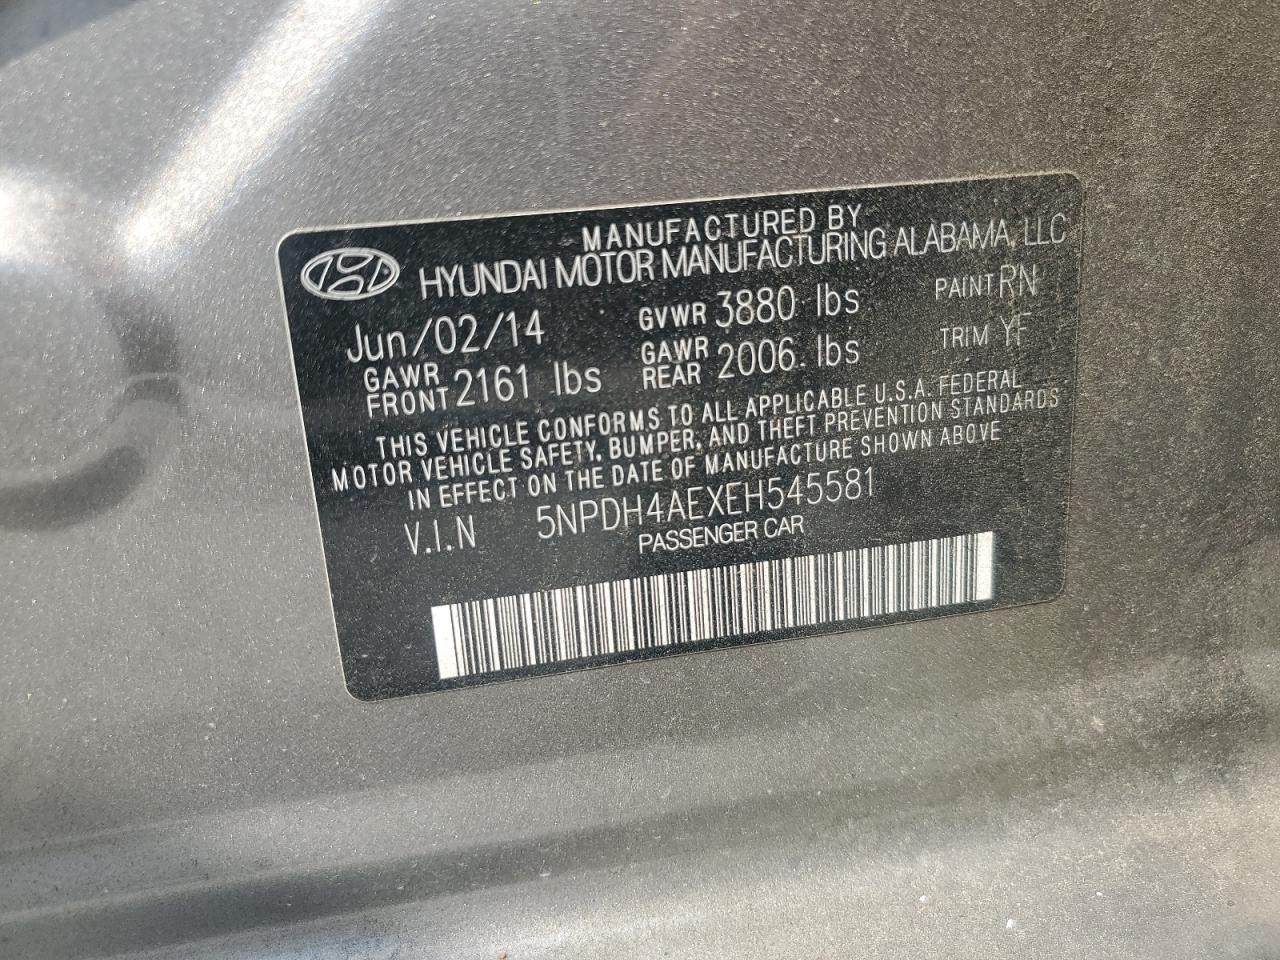 MANUFACTURED BY
HYUNDAI MOTOR MANUFACTURING ALABAMA, LLC
Jun/02/14 GVWR 3880 lbs PAINT RN
GAWR FRONT 2161 lbs GAWR REAR 2006 lbs TRIM YF
THIS VEHICLE CONFORMS TO ALL APPLICABLE U.S.A. FEDERAL
MOTOR VEHICLE SAFETY, BUMPER, AND THEFT PREVENTION STANDARDS
IN EFFECT ON THE DATE OF MANUFACTURE SHOWN ABOVE
V.I.N 5NPDH4AEXEH545581
PASSENGER CAR